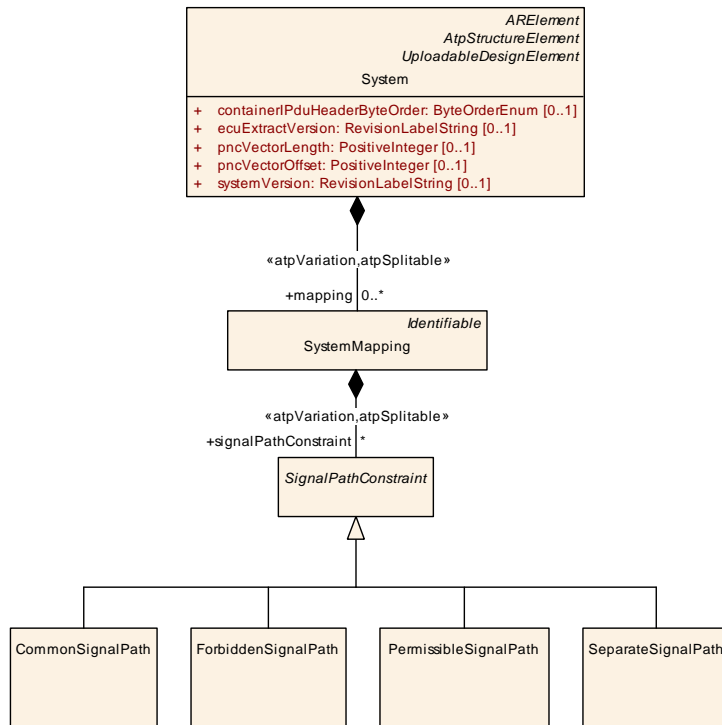 ARElement
AtpStructureElement
UploadableDesignElement
System
+ containerIPduHeaderByteOrder: ByteOrderEnum [0..1]
+ ecuExtractVersion: RevisionLabelString [0..1]
+ pncVectorLength: PositiveInteger [0..1]
+ pncVectorOffset: PositiveInteger [0..1]
+ systemVersion: RevisionLabelString [0..1]
«atpVariation,atpSplitable»
+mapping 0..*
Identifiable
SystemMapping
«atpVariation,atpSplitable»
+signalPathConstraint *
SignalPathConstraint
CommonSignalPath ForbiddenSignalPath PermissibleSignalPath SeparateSignalPath